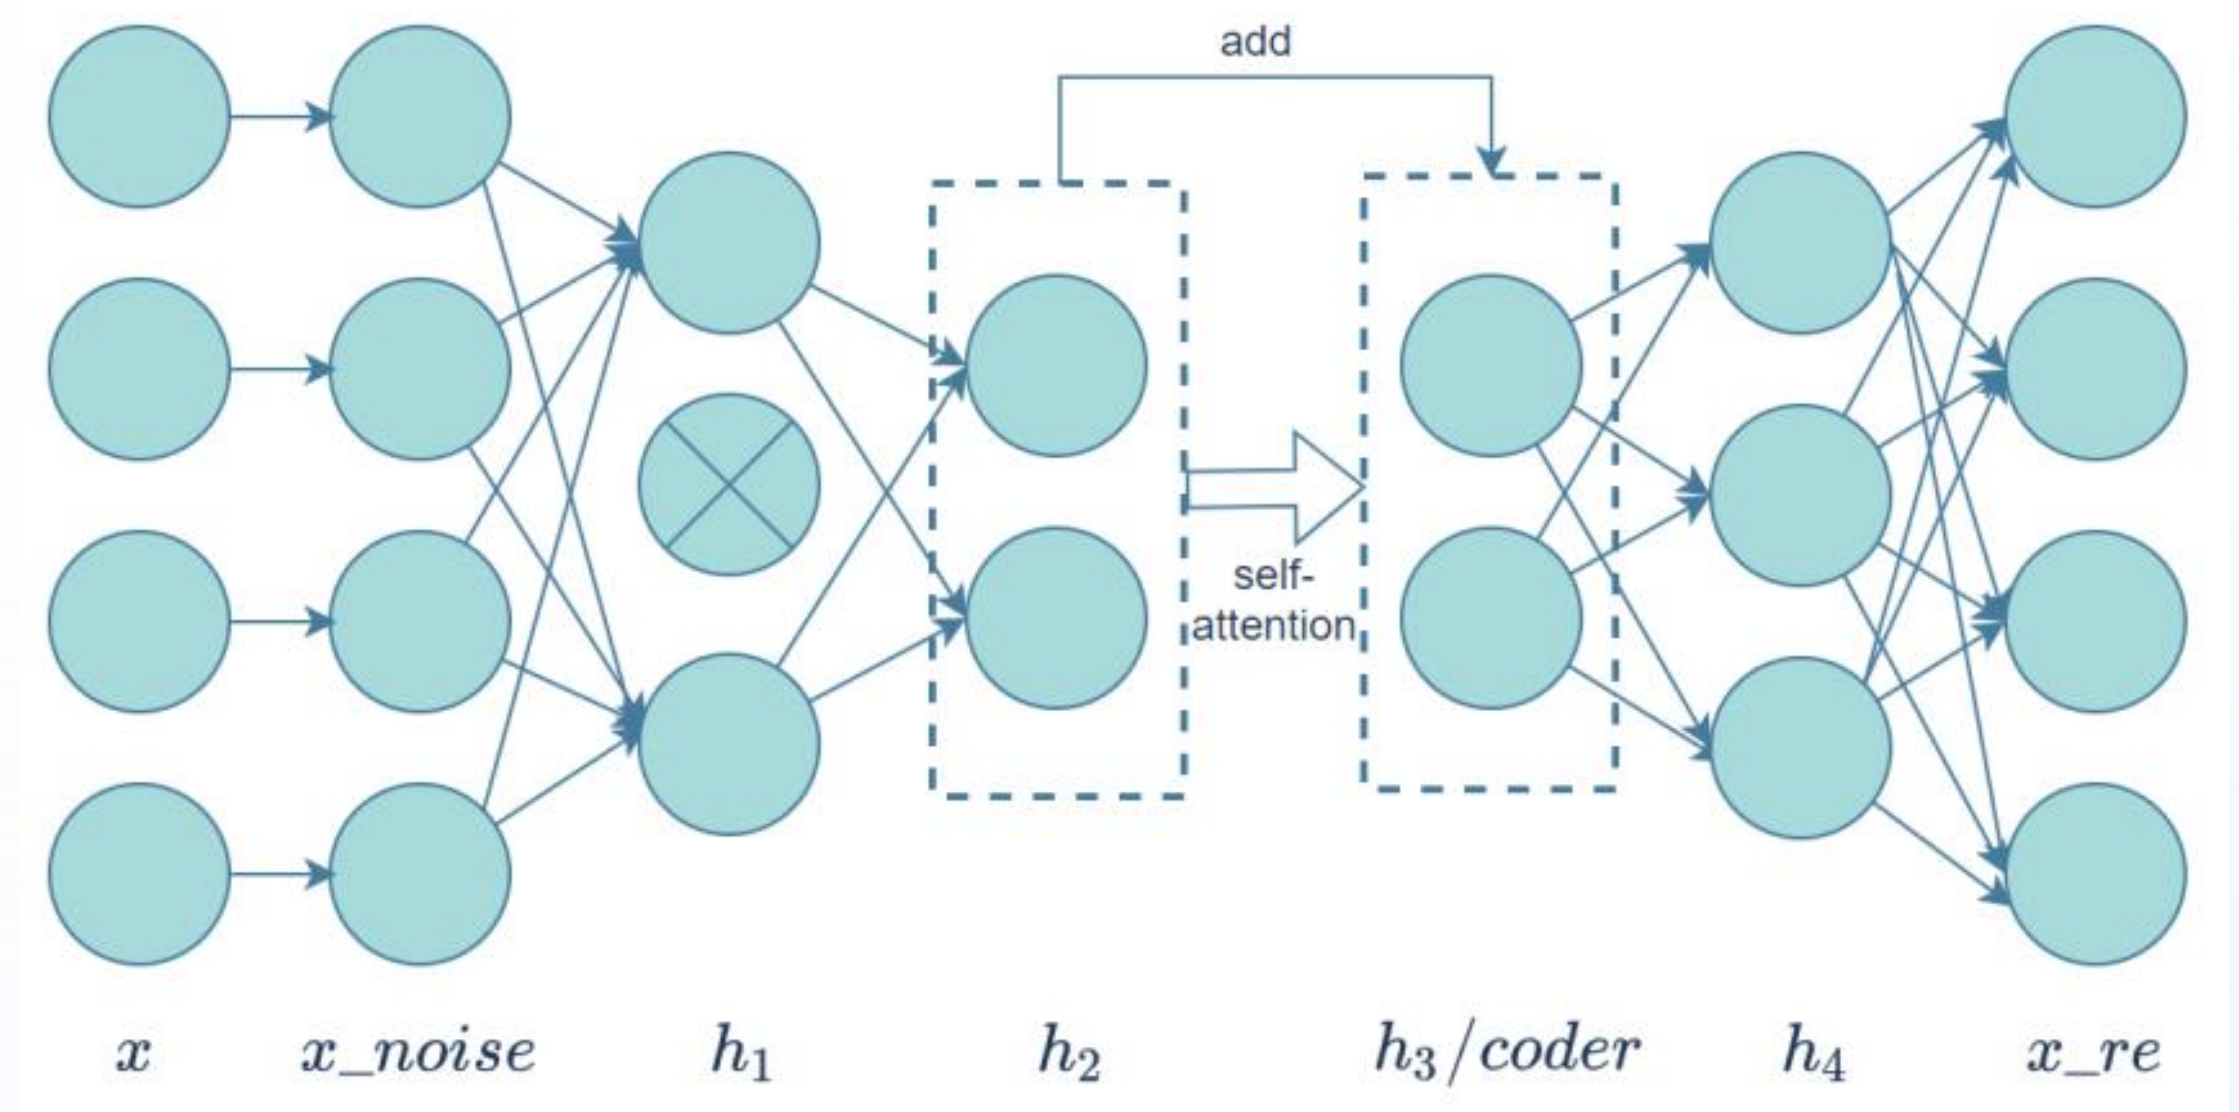 add
self-
attention
x
x_noise
h₁
h₂
h₃/coder
h₄
x_re